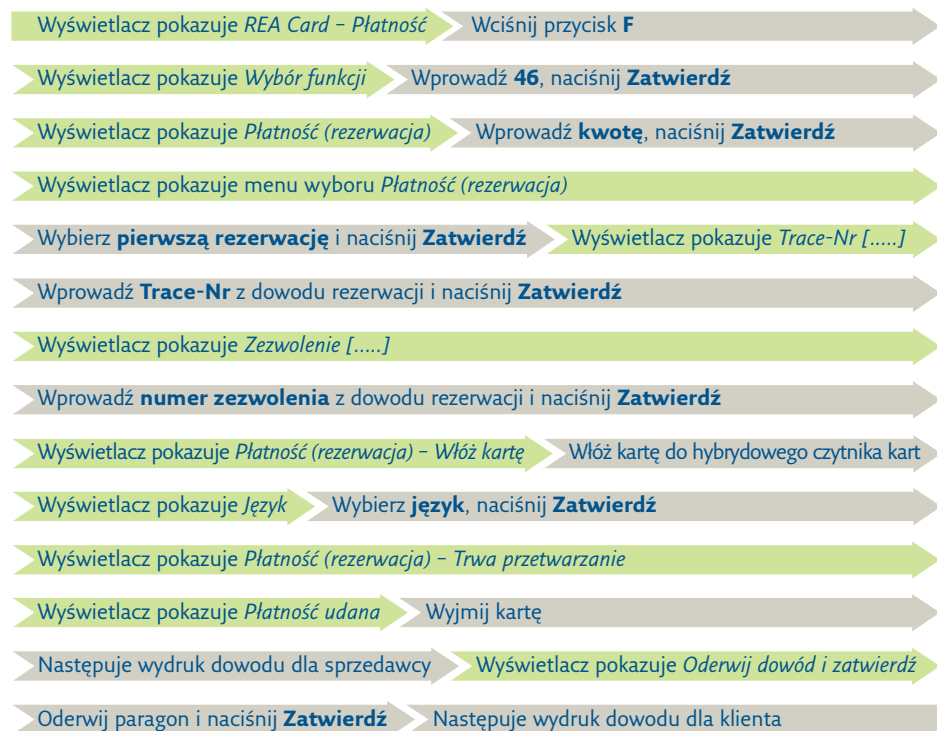 Wyświetlacz pokazuje REA Card – Płatność Wciśnij przycisk F
Wyświetlacz pokazuje Wybór funkcji Wprowadź 46, naciśnij Zatwierdź
Wyświetlacz pokazuje Płatność (rezerwacja) Wprowadź kwotę, naciśnij Zatwierdź
Wyświetlacz pokazuje menu wyboru Płatność (rezerwacja)
Wybierz pierwszą rezerwację i naciśnij Zatwierdź Wyświetlacz pokazuje Trace-Nr [.....]
Wprowadź Trace-Nr z dowodu rezerwacji i naciśnij Zatwierdź
Wyświetlacz pokazuje Zezwolenie [.....]
Wprowadź numer zezwolenia z dowodu rezerwacji i naciśnij Zatwierdź
Wyświetlacz pokazuje Płatność (rezerwacja) – Włóż kartę Włóż kartę do hybrydowego czytnika kart
Wyświetlacz pokazuje Język Wybierz język, naciśnij Zatwierdź
Wyświetlacz pokazuje Płatność (rezerwacja) – Trwa przetwarzanie
Wyświetlacz pokazuje Płatność udana Wyjmij kartę
Następuje wydruk dowodu dla sprzedawcy Wyświetlacz pokazuje Oderwij dowód i zatwierdź
Oderwij paragon i naciśnij Zatwierdź Następuje wydruk dowodu dla klienta